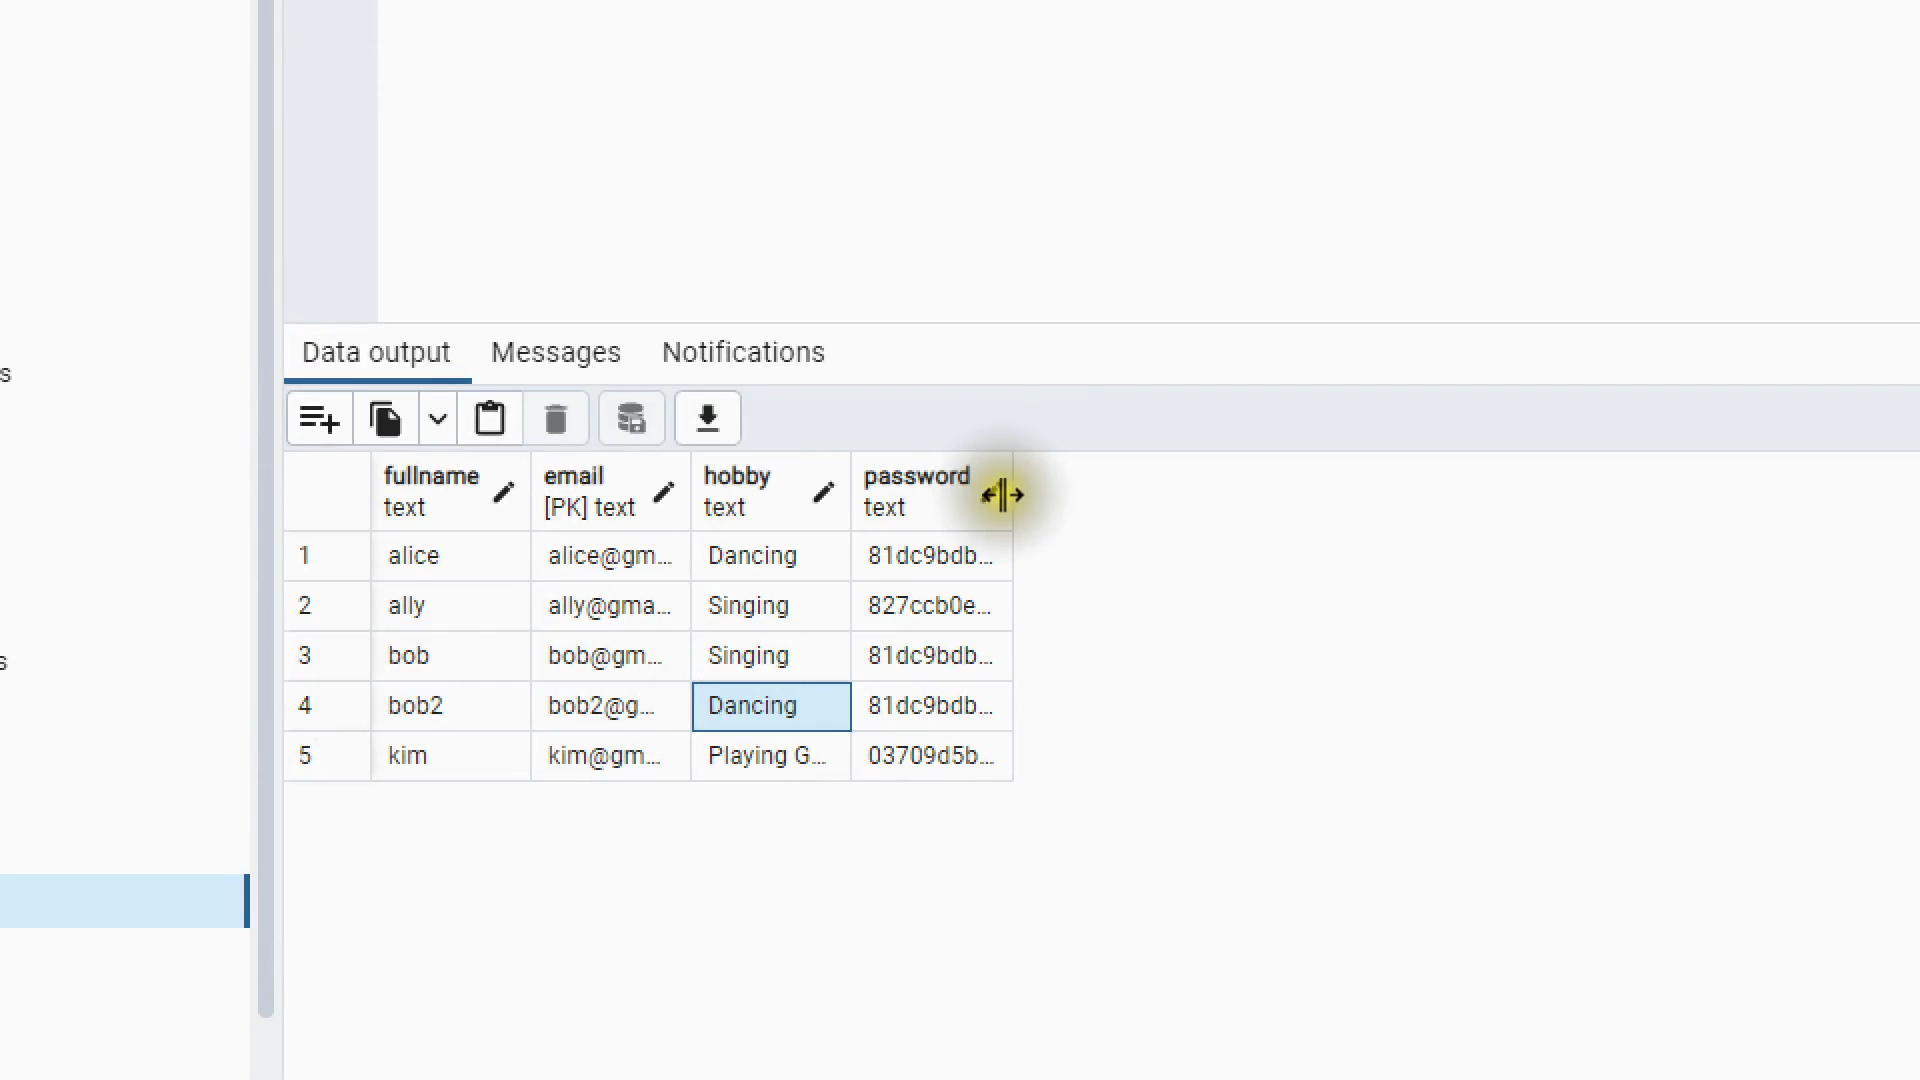 s
s
Data output Messages Notifications
fullname email hobby password
text [PK] text text text
1 alice alice@gm... Dancing 81dc9bdb...
2 ally ally@gma... Singing 827ccb0e...
3 bob bob@gm... Singing 81dc9bdb...
4 bob2 bob2@g... Dancing 81dc9bdb...
5 kim kim@gm... Playing G... 03709d5b...